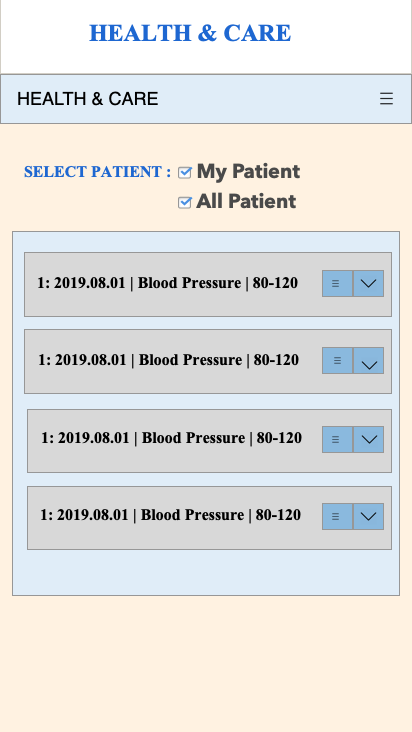 HEALTH & CARE
HEALTH & CARE
SELECT PATIENT : My Patient
All Patient
1: 2019.08.01 | Blood Pressure | 80-120
1: 2019.08.01 | Blood Pressure | 80-120
1: 2019.08.01 | Blood Pressure | 80-120
1: 2019.08.01 | Blood Pressure | 80-120